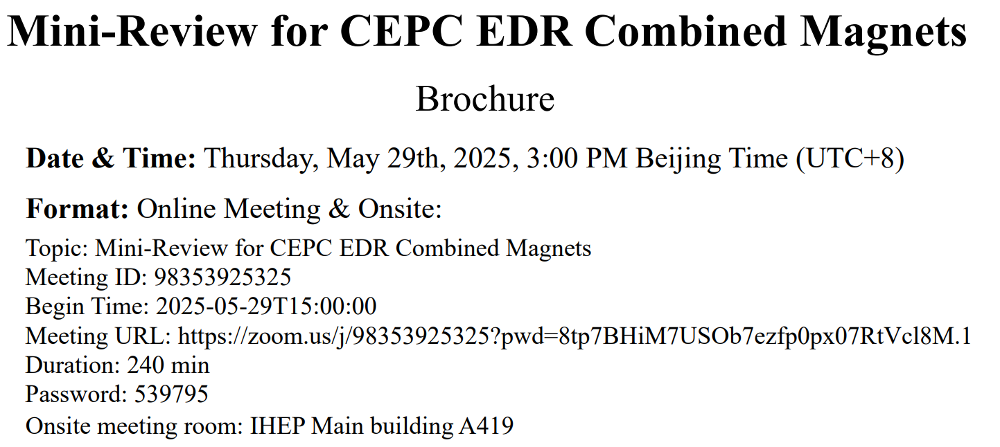 Mini-Review for CEPC EDR Combined Magnets
Brochure
Date & Time: Thursday, May 29th, 2025, 3:00 PM Beijing Time (UTC+8)
Format: Online Meeting & Onsite:
Topic: Mini-Review for CEPC EDR Combined Magnets
Meeting ID: 98353925325
Begin Time: 2025-05-29T15:00:00
Meeting URL: https://zoom.us/j/98353925325?pwd=8tp7BHiM7USOb7ezfp0px07RtVcl8M.1
Duration: 240 min
Password: 539795
Onsite meeting room: IHEP Main building A419